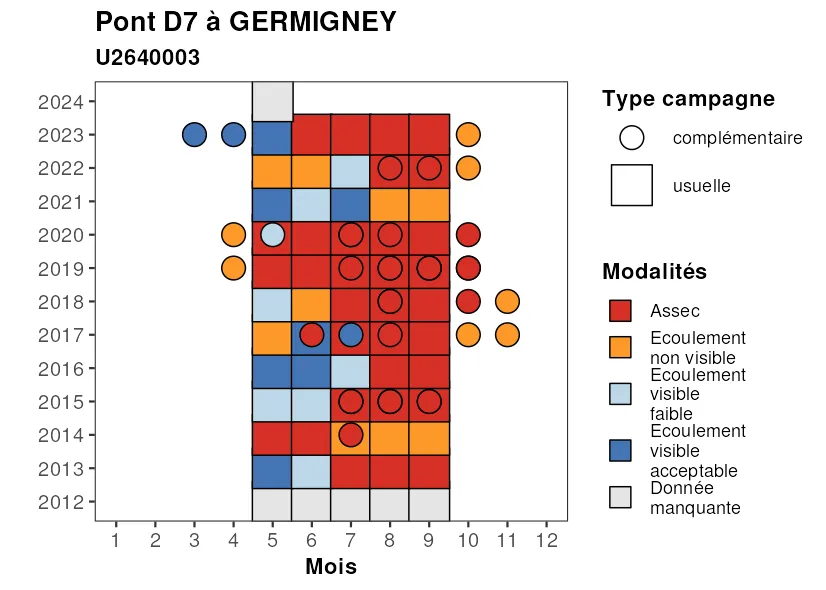 Pont D7 à GERMIGNEY
U2640003
2024
2023
2022
2021
2020
2019
2018
2017
2016
2015
2014
2013
2012
1 2 3 4 5 6 7 8 9 10 11 12
Mois
Type campagne
complémentaire
usuelle
Modalités
Assec
Ecoulement
non visible
Ecoulement
visible
faible
Ecoulement
visible
acceptable
Donnée
manquante